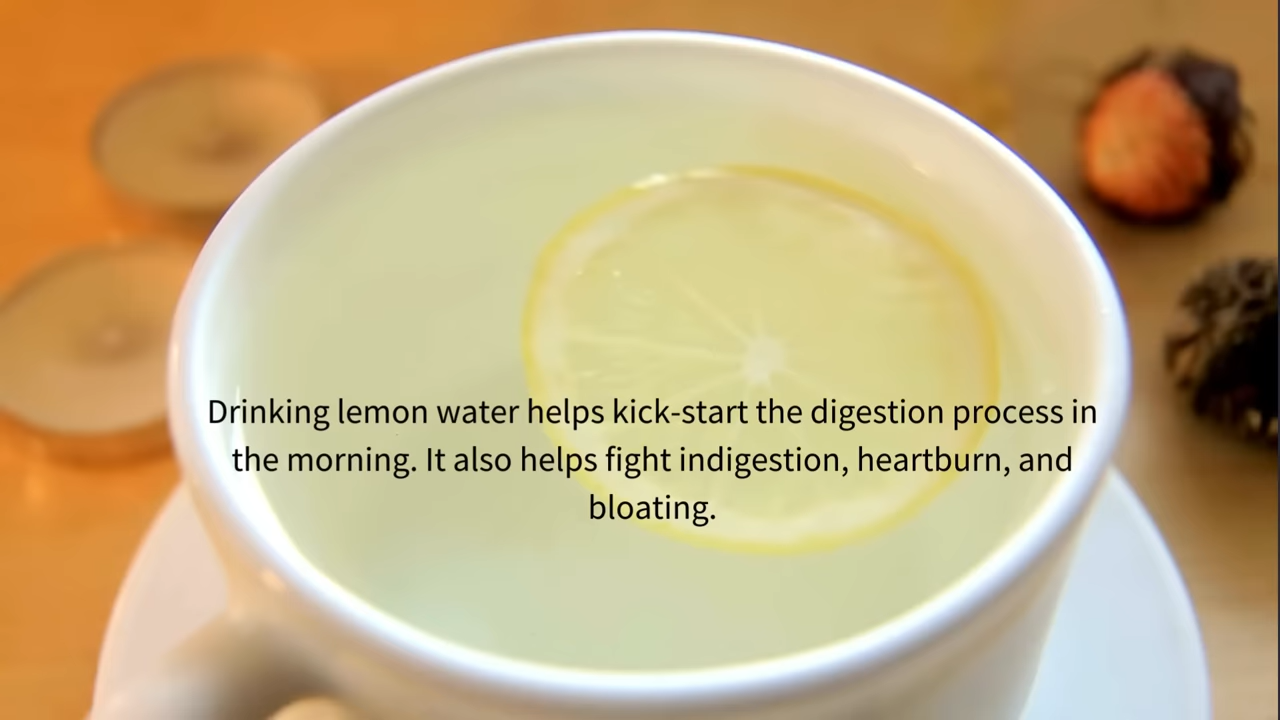 Drinking lemon water helps kick-start the digestion process in
the morning. It also helps fight indigestion, heartburn, and
bloating.